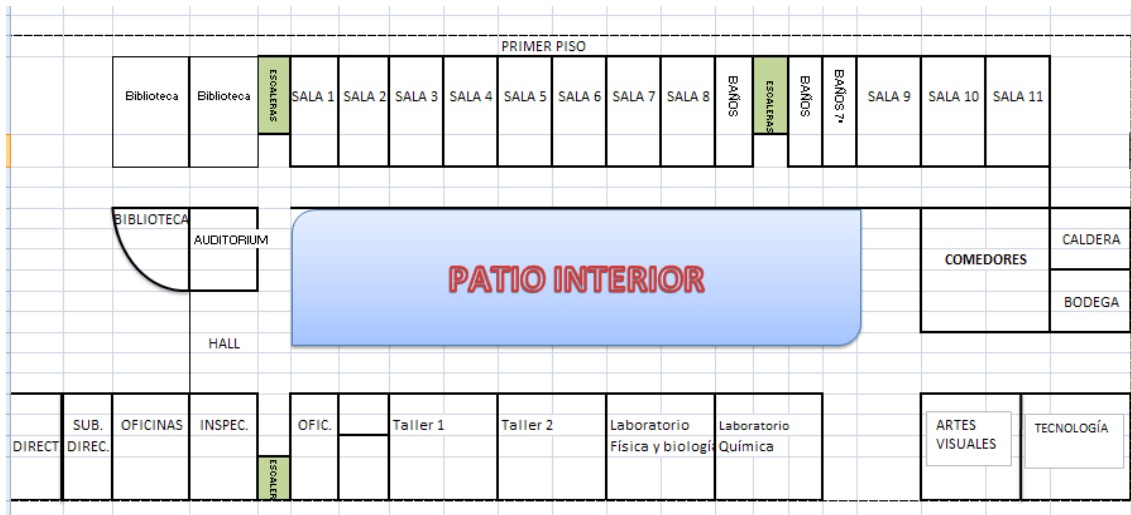 PRIMER PISO
Biblioteca
Biblioteca
ESCALERAS
SALA 1
SALA 2
SALA 3
SALA 4
SALA 5
SALA 6
SALA 7
SALA 8
BAÑOS
ESCALERAS
BAÑOS
BAÑOS 7º
SALA 9
SALA 10
SALA 11
BIBLIOTECA
AUDITORIUM
PATIO INTERIOR
COMEDORES
CALDERA
BODEGA
HALL
DIRECT
SUB.
DIREC.
OFICINAS
INSPEC.
ESCALER
OFIC.
Taller 1
Taller 2
Laboratorio
Física y biologí
Laboratorio
Química
ARTES
VISUALES
TECNOLOGÍA